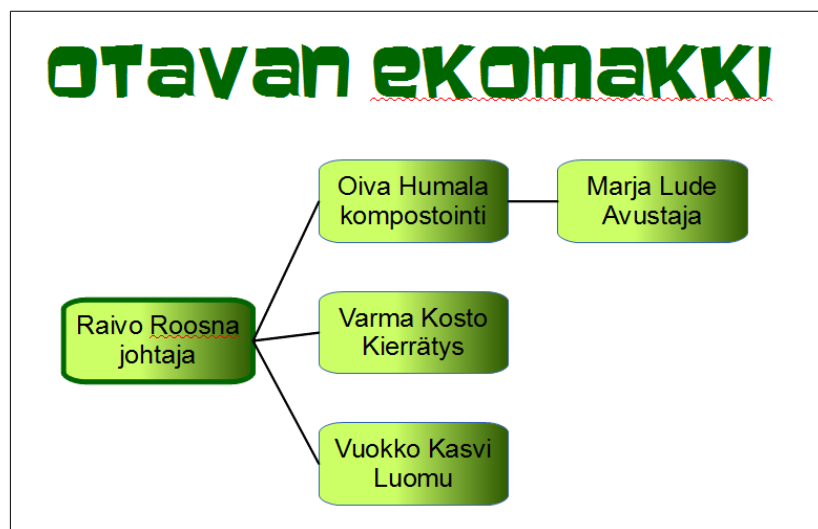 OTAVAN EKOMAKKI
Oiva Humala
kompostointi
Marja Lude
Avustaja
Raivo Roosna
johtaja
Varma Kosto
Kierrätys
Vuokko Kasvi
Luomu